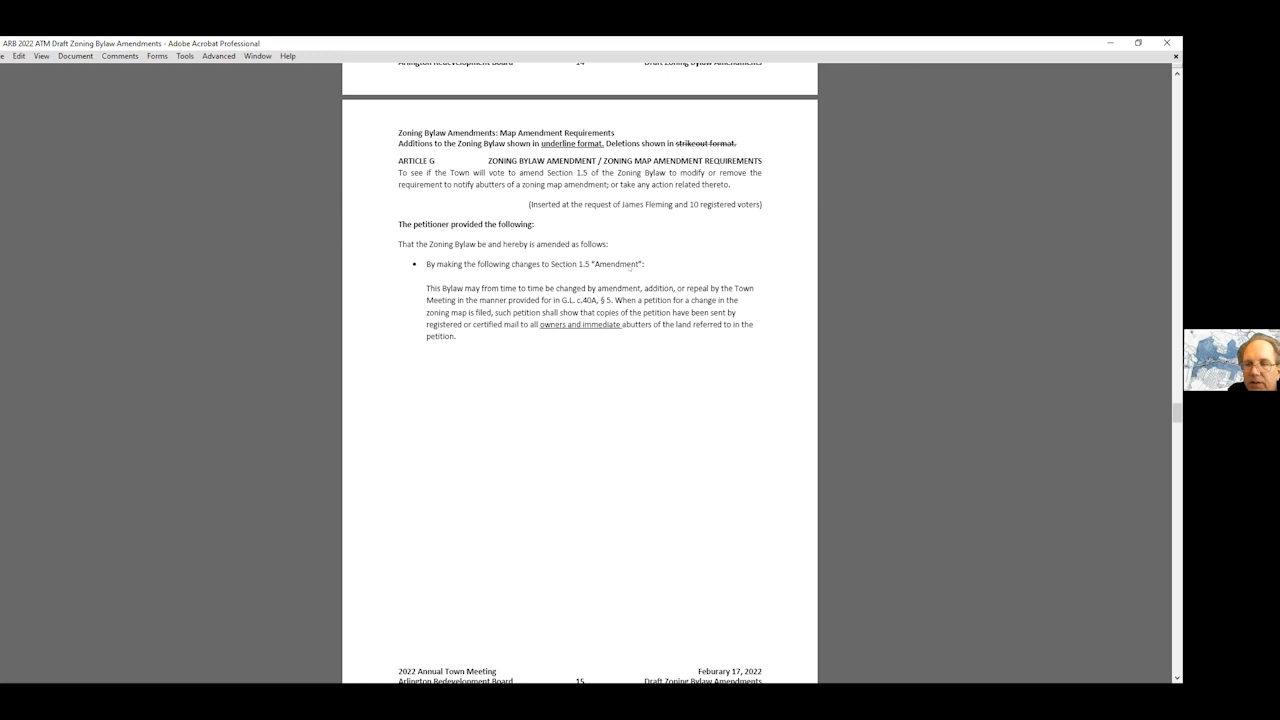 ARB 2022 ATM Draft Zoning Bylaw Amendments - Adobe Acrobat Professional
Edit View Document Comments Forms Tools Advanced Window Help
Arlington Redevelopment Board 14 Draft Zoning Bylaw Amendments
Zoning Bylaw Amendments: Map Amendment Requirements
Additions to the Zoning Bylaw shown in underline format. Deletions shown in strikeout format.
ARTICLE G ZONING BYLAW AMENDMENT / ZONING MAP AMENDMENT REQUIREMENTS
To see if the Town will vote to amend Section 1.5 of the Zoning Bylaw to modify or remove the
requirement to notify abutters of a zoning map amendment; or take any action related thereto.
(Inserted at the request of James Fleming and 10 registered voters)
The petitioner provided the following:
That the Zoning Bylaw be and hereby is amended as follows:
• By making the following changes to Section 1.5 “Amendment”:
This Bylaw may from time to time be changed by amendment, addition, or repeal by the Town
Meeting in the manner provided for in G.L. c.40A, § 5. When a petition for a change in the
zoning map is filed, such petition shall show that copies of the petition have been sent by
registered or certified mail to all owners and immediate abutters of the land referred to in the
petition.
2022 Annual Town Meeting Feburary 17, 2022
Arlington Redevelopment Board 15 Draft Zoning Bylaw Amendments